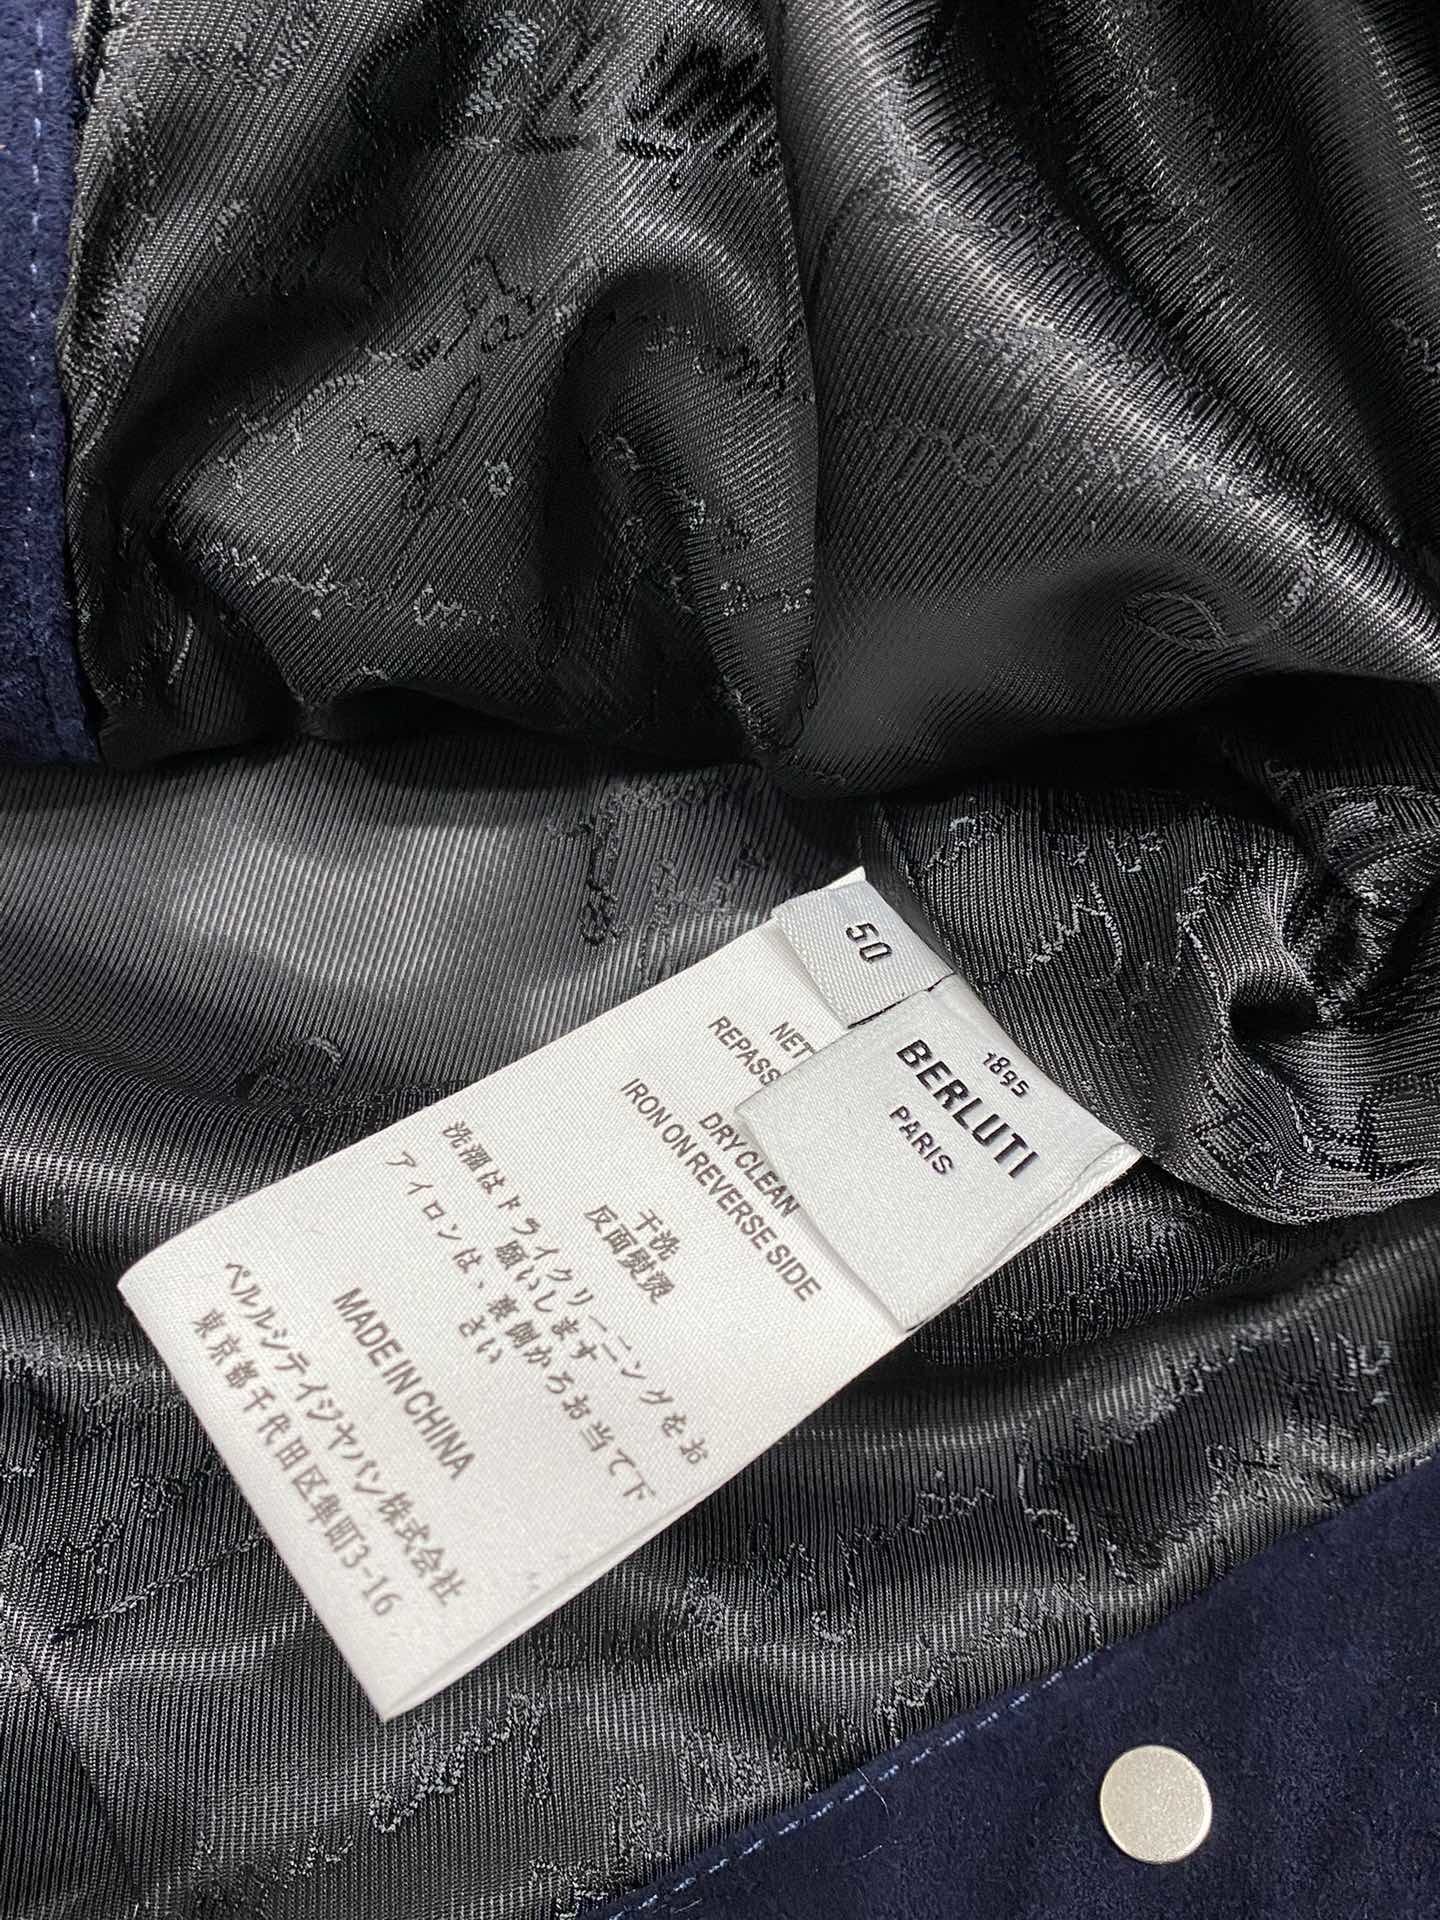 50
1895
BERLUTI
PARIS
NET
REPASS
DRY CLEAN
IRON ON REVERSE SIDE
干洗
反面熨烫
洗濯はドライクリーニングをお
願いします
アイロンは、裏側からお当て下
さい
MADE IN CHINA
ベルルシテイジヤパン株式会社
東京都千代田区隼町3-16